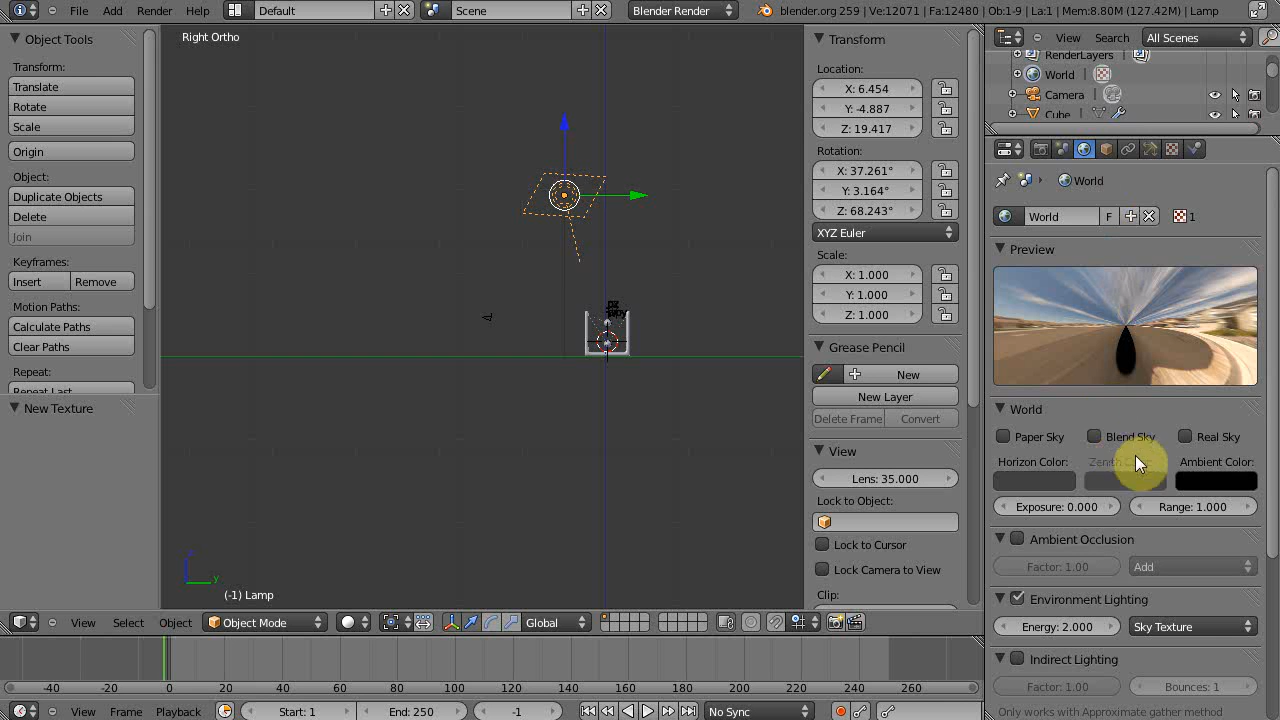 File Add Render Help Default Scene Blender Render blender.org 259 | Ve:12071 | Fa:12480 | Ob:1-9 | La:1 | Mem:8.80M (127.42M) | Lamp
Object Tools
Transform:
Translate
Rotate
Scale
Origin
Object:
Duplicate Objects
Delete
Join
Keyframes:
Insert Remove
Motion Paths:
Calculate Paths
Clear Paths
Repeat:
Repeat Last
New Texture
Right Ortho
z
y
(-1) Lamp
Transform
Location:
X: 6.454
Y: -4.887
Z: 19.417
Rotation:
X: 37.261°
Y: 3.164°
Z: 68.243°
XYZ Euler
Scale:
X: 1.000
Y: 1.000
Z: 1.000
Grease Pencil
New
New Layer
Delete Frame Convert
View
Lens: 35.000
Lock to Object:
Lock to Cursor
Lock Camera to View
Clip:
View Search All Scenes
RenderLayers
World
Camera
Cube
World
World F 1
Preview
World
Paper Sky Blend Sky Real Sky
Horizon Color: Ambient Color:
Exposure: 0.000 Range: 1.000
Ambient Occlusion
Factor: 1.00 Add
Environment Lighting
Energy: 2.000 Sky Texture
Indirect Lighting
Factor: 1.00 Bounces: 1
Only works with Approximate gather method
View Select Object Object Mode Global
-40 -20 0 20 40 60 80 100 120 140 160 180 200 220 240 260
View Frame Playback Start: 1 End: 250 -1 No Sync